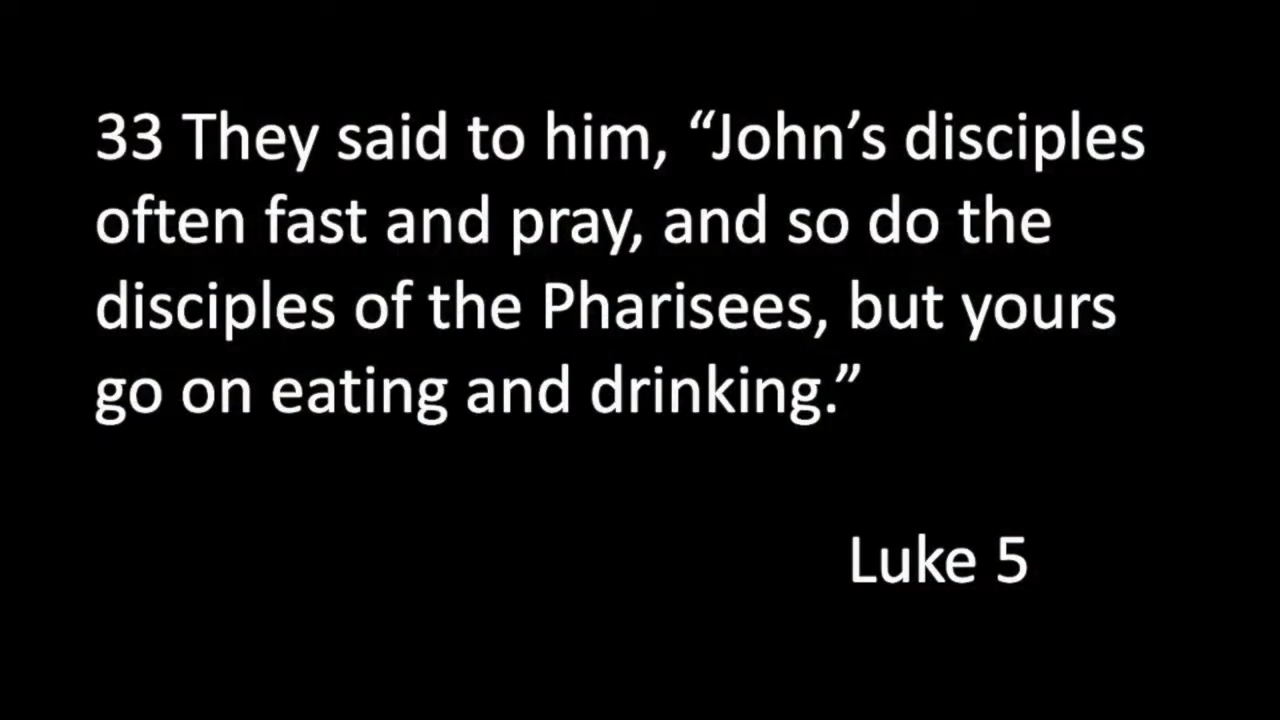 33 They said to him, “John’s disciples
often fast and pray, and so do the
disciples of the Pharisees, but yours
go on eating and drinking.”
Luke 5